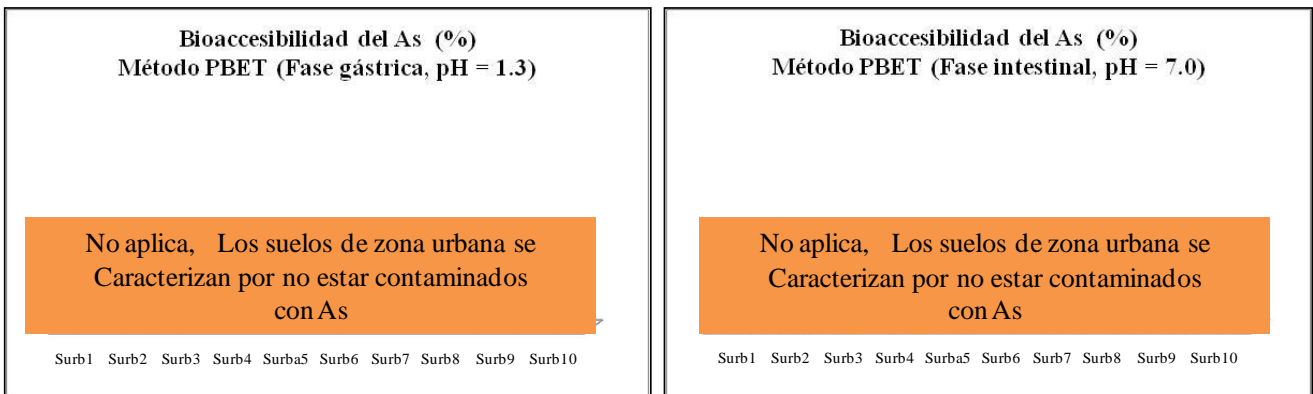 Bioaccesibilidad del As (%)
Método PBET (Fase gástrica, pH = 1.3)
No aplica, Los suelos de zona urbana se
Caracterizan por no estar contaminados
con As
Surb1 Surb2 Surb3 Surb4 Surba5 Surb6 Surb7 Surb8 Surb9 Surb10
Bioaccesibilidad del As (%)
Método PBET (Fase intestinal, pH = 7.0)
No aplica, Los suelos de zona urbana se
Caracterizan por no estar contaminados
con As
Surb1 Surb2 Surb3 Surb4 Surba5 Surb6 Surb7 Surb8 Surb9 Surb10